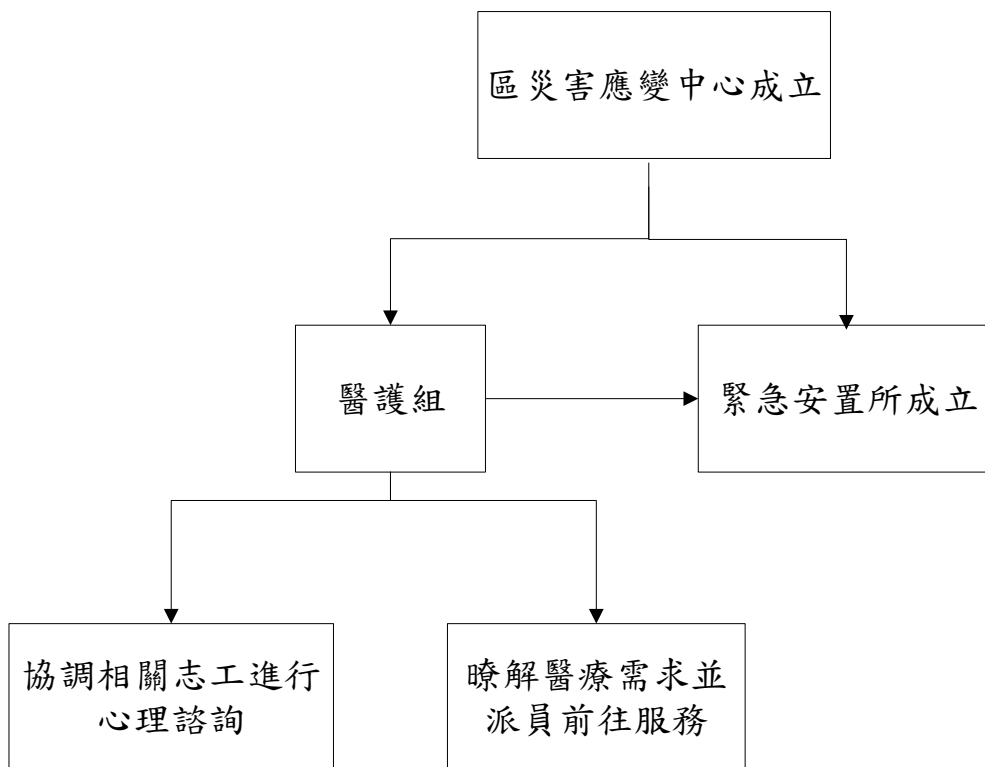 區災害應變中心成立
醫護組
緊急安置所成立
協調相關志工進行
心理諮詢
瞭解醫療需求並
派員前往服務